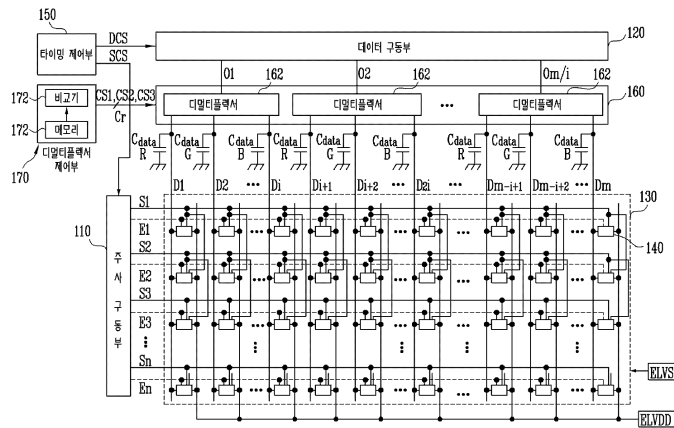 150
타이밍 제어부
DCS
SCS
데이터 구동부
120
O1
O2
Om/i
162
162
162
160
디멀티플렉서
디멀티플렉서
...
디멀티플렉서
172
비교기
172
메모리
CS1,CS2,CS3
Cr
170
디멀티플렉서
제어부
Cdata R
Cdata G
Cdata B
Cdata R
Cdata G
Cdata B
Cdata R
Cdata G
Cdata B
D1 D2 ... Di Di+1 Di+2 ... D2i Dm-i+1 Dm-i+2 ... Dm
110
주사 구동부
S1
E1
S2
E2
S3
E3
Sn
En
130
140
ELVSS
ELVDD